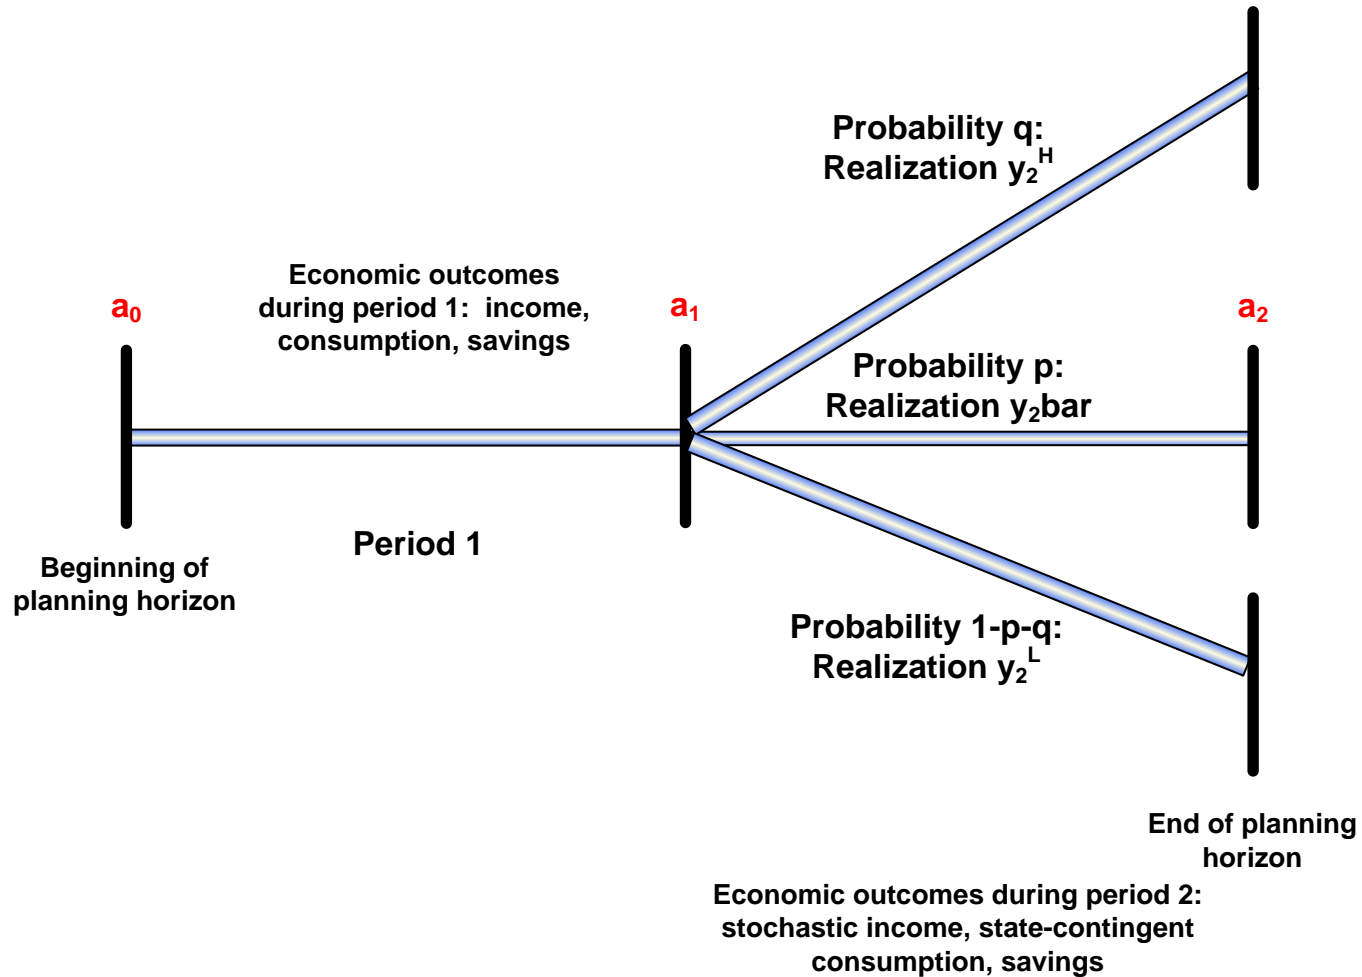 Probability q:
Realization y₂ᴴ
Economic outcomes
during period 1:  income,
consumption, savings
a₀
a₁
a₂
Probability p:
Realization y₂bar
Period 1
Beginning of
planning horizon
Probability 1-p-q:
Realization y₂ᴸ
End of planning
horizon
Economic outcomes during period 2:
stochastic income, state-contingent
consumption, savings